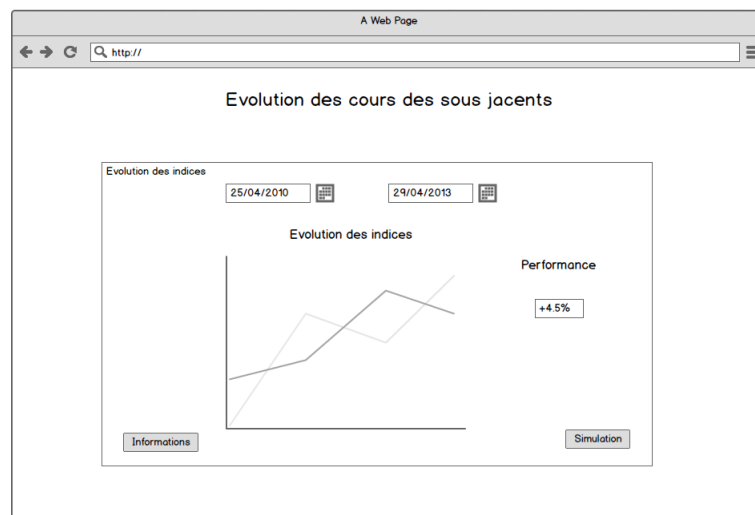 A Web Page
http://
Evolution des cours des sous jacents
Evolution des indices
25/04/2010
29/04/2013
Evolution des indices
Performance
+4.5%
Informations
Simulation